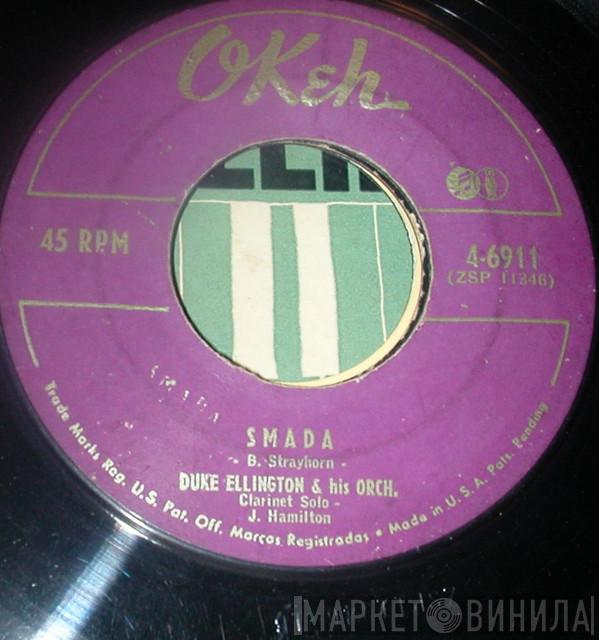 OKeh
45 RPM
4-6911
(ZSP 11346)
SMADA
SMADA
- B. Strayhorn -
DUKE ELLINGTON & his ORCH.
Clarinet Solo -
J. Hamilton
Trade Marks Reg. U.S. Pat. Off. Marcas Registradas • Made in U.S.A. Pats. Pending
МАРКЕТ ВИНИЛА